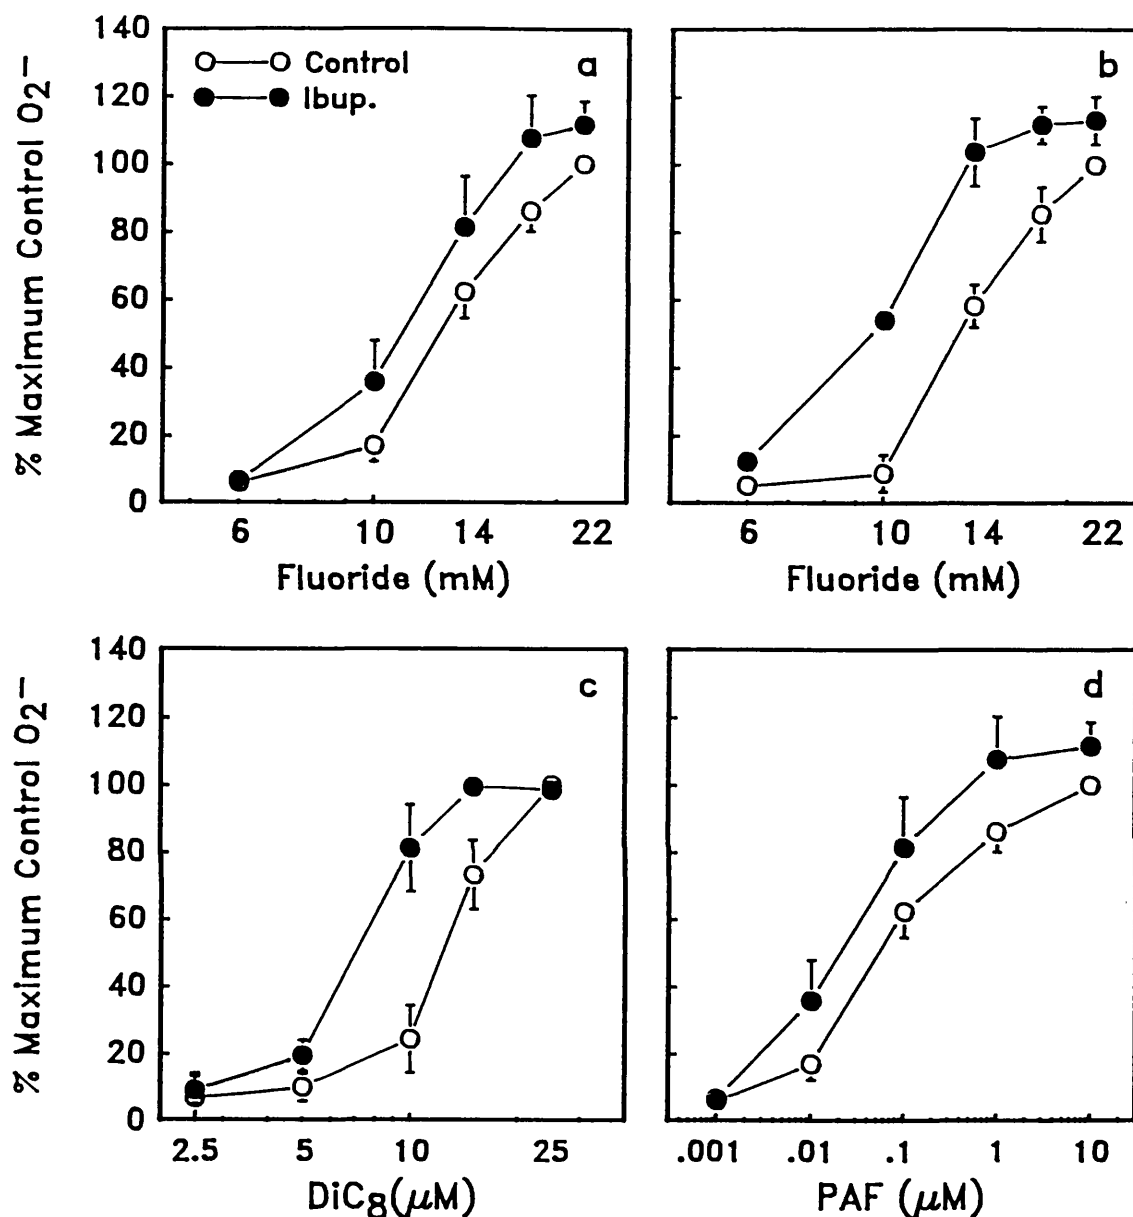 % Maximum Control O2−
140
120
100
80
60
40
20
0
Control
Ibup.
a
6 10 14 22
Fluoride (mM)
b
6 10 14 22
Fluoride (mM)
% Maximum Control O2−
140
120
100
80
60
40
20
0
c
2.5 5 10 25
DiC8(μM)
d
.001 .01 .1 1 10
PAF (μM)